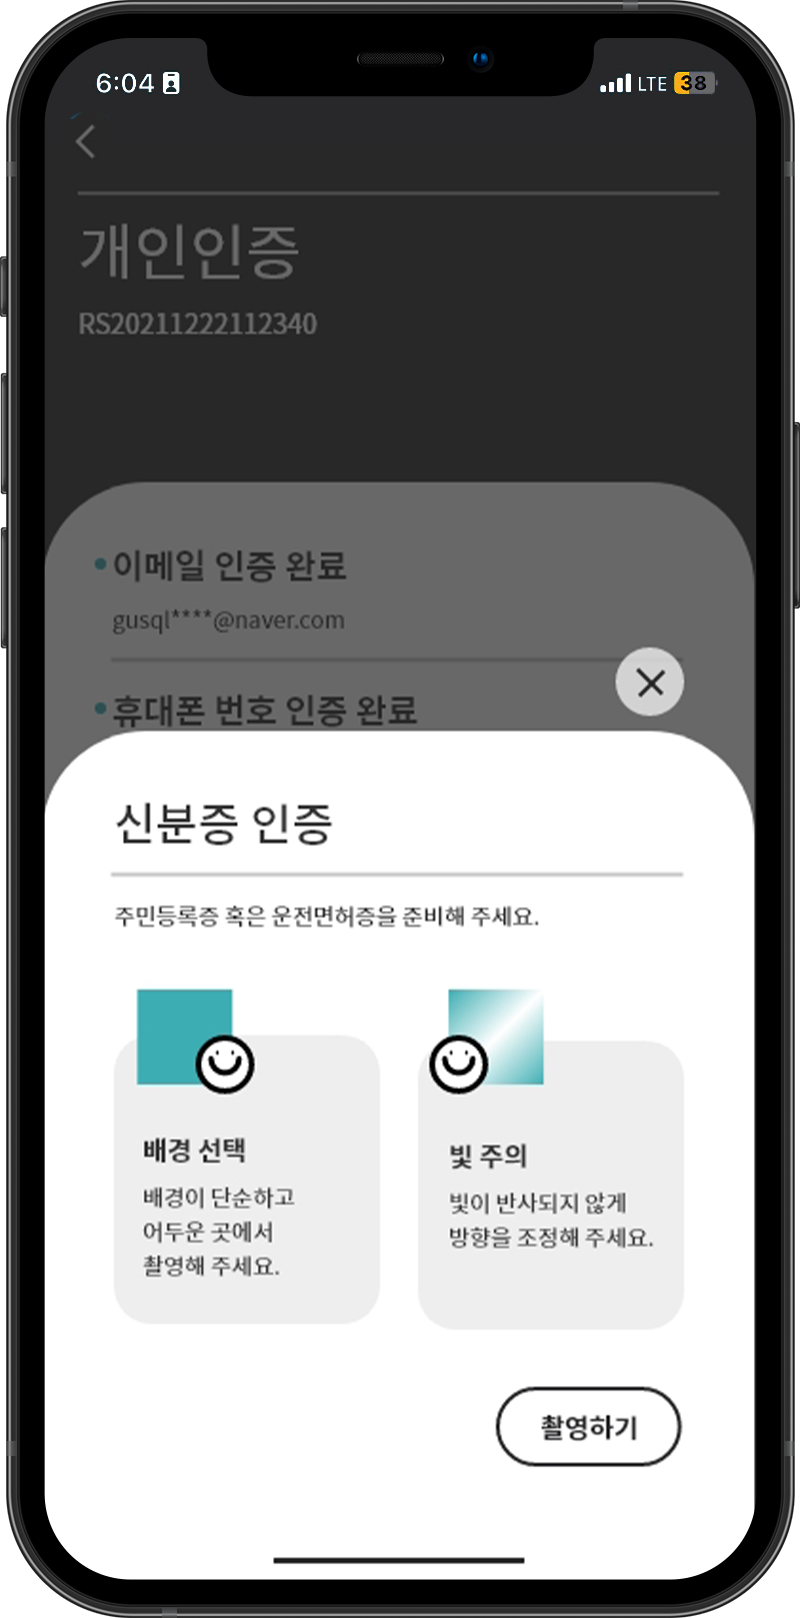 6:04
LTE 38
개인인증
RS20211222112340
이메일 인증 완료
gusql****@naver.com
휴대폰 번호 인증 완료
신분증 인증
주민등록증 혹은 운전면허증을 준비해 주세요.
배경 선택
배경이 단순하고
어두운 곳에서
촬영해 주세요.
빛 주의
빛이 반사되지 않게
방향을 조정해 주세요.
촬영하기